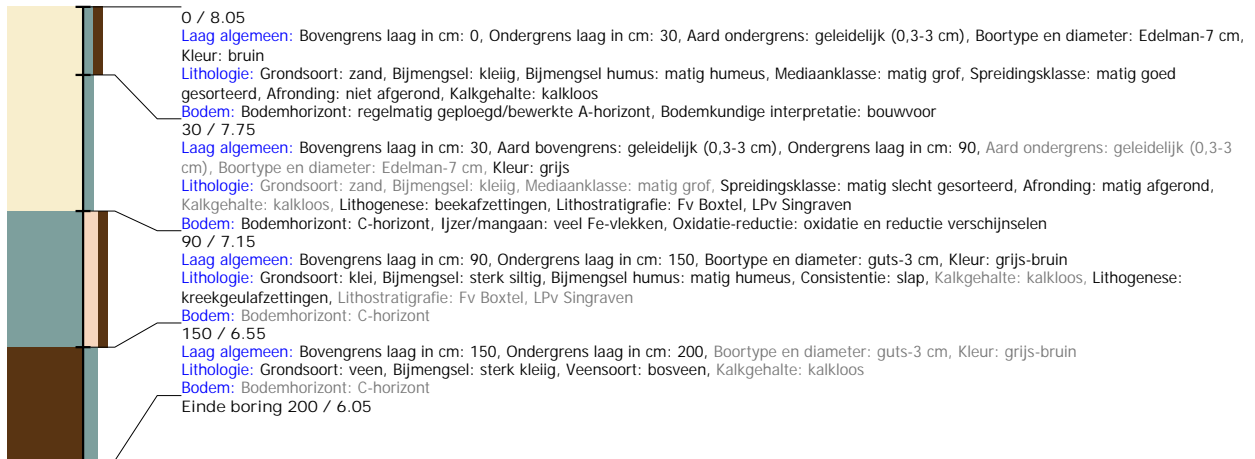 0 / 8.05
Laag algemeen: Bovengrens laag in cm: 0, Ondergrens laag in cm: 30, Aard ondergrens: geleidelijk (0,3-3 cm), Boortype en diameter: Edelman-7 cm,
Kleur: bruin
Lithologie: Grondsoort: zand, Bijmengsel: kleiig, Bijmengsel humus: matig humeus, Mediaanklasse: matig grof, Spreidingsklasse: matig goed
gesorteerd, Afronding: niet afgerond, Kalkgehalte: kalkloos
Bodem: Bodemhorizont: regelmatig geploegd/bewerkte A-horizont, Bodemkundige interpretatie: bouwvoor
30 / 7.75
Laag algemeen: Bovengrens laag in cm: 30, Aard bovengrens: geleidelijk (0,3-3 cm), Ondergrens laag in cm: 90, Aard ondergrens: geleidelijk (0,3-3
cm), Boortype en diameter: Edelman-7 cm, Kleur: grijs
Lithologie: Grondsoort: zand, Bijmengsel: kleiig, Mediaanklasse: matig grof, Spreidingsklasse: matig slecht gesorteerd, Afronding: matig afgerond,
Kalkgehalte: kalkloos, Lithogenese: beekafzettingen, Lithostratigrafie: Fv Boxtel, LPv Singraven
Bodem: Bodemhorizont: C-horizont, Ijzer/mangaan: veel Fe-vlekken, Oxidatie-reductie: oxidatie en reductie verschijnselen
90 / 7.15
Laag algemeen: Bovengrens laag in cm: 90, Ondergrens laag in cm: 150, Boortype en diameter: guts-3 cm, Kleur: grijs-bruin
Lithologie: Grondsoort: klei, Bijmengsel: sterk siltig, Bijmengsel humus: matig humeus, Consistentie: slap, Kalkgehalte: kalkloos, Lithogenese:
kreekgeulafzettingen, Lithostratigrafie: Fv Boxtel, LPv Singraven
Bodem: Bodemhorizont: C-horizont
150 / 6.55
Laag algemeen: Bovengrens laag in cm: 150, Ondergrens laag in cm: 200, Boortype en diameter: guts-3 cm, Kleur: grijs-bruin
Lithologie: Grondsoort: veen, Bijmengsel: sterk kleiig, Veensoort: bosveen, Kalkgehalte: kalkloos
Bodem: Bodemhorizont: C-horizont
Einde boring 200 / 6.05